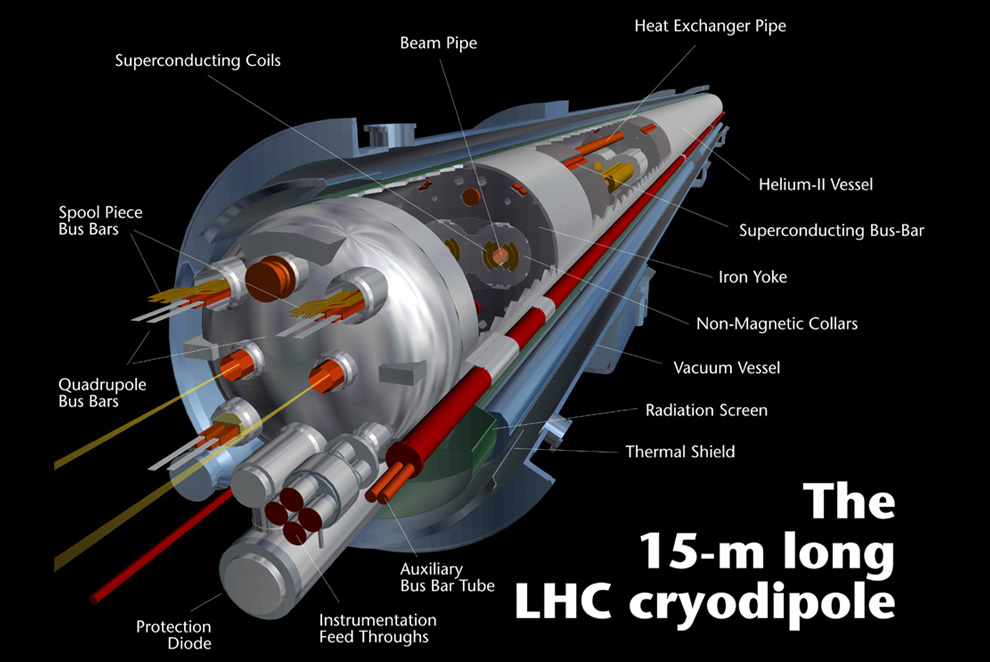 Heat Exchanger Pipe
Beam Pipe
Superconducting Coils
Helium-II Vessel
Spool Piece
Bus Bars
Superconducting Bus-Bar
Iron Yoke
Non-Magnetic Collars
Vacuum Vessel
Quadrupole
Bus Bars
Radiation Screen
Thermal Shield
The
15-m long
LHC cryodipole
Auxiliary
Bus Bar Tube
Instrumentation
Feed Throughs
Protection
Diode